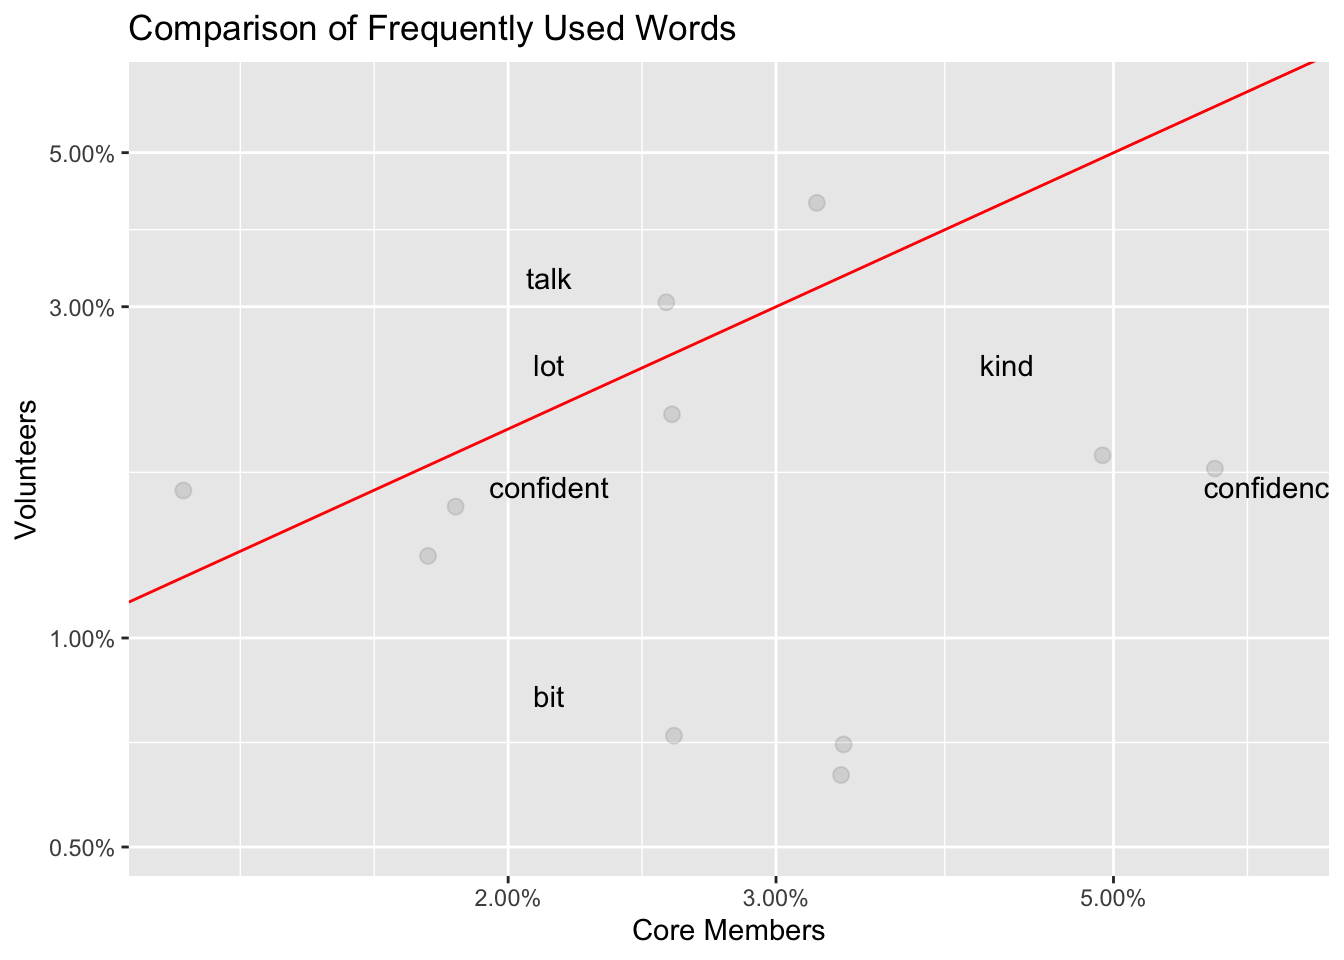 Comparison of Frequently Used Words
5.00%
talk
3.00%
lot
kind
confident
confidenc
1.00%
bit
0.50%
Volunteers
2.00%
3.00%
5.00%
Core Members